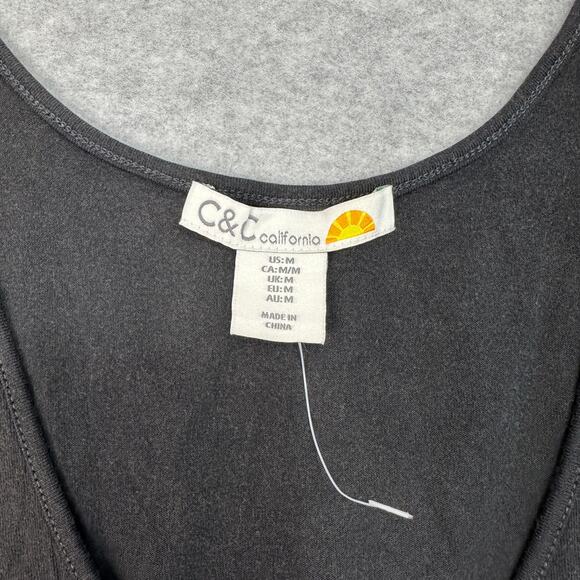 C&C california
US: M
CA: M/M
UK: M
EU: M
AU: M
MADE IN
CHINA